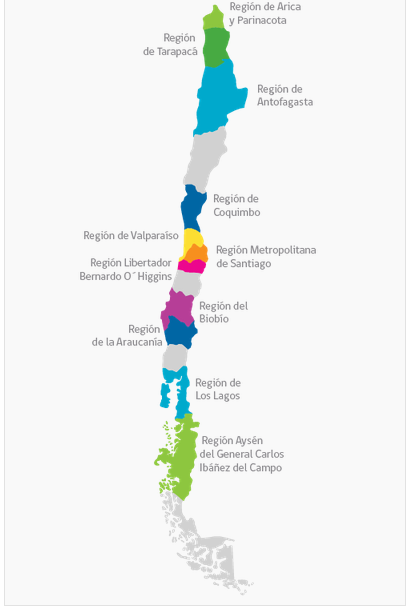 Región de Arica
y Parinacota
Región
de Tarapacá
Región de
Antofagasta
Región de
Coquimbo
Región de Valparaíso
Región Metropolitana
de Santiago
Región Libertador
Bernardo O´Higgins
Región del
Biobío
Región
de la Araucanía
Región de
Los Lagos
Región Aysén
del General Carlos
Ibáñez del Campo